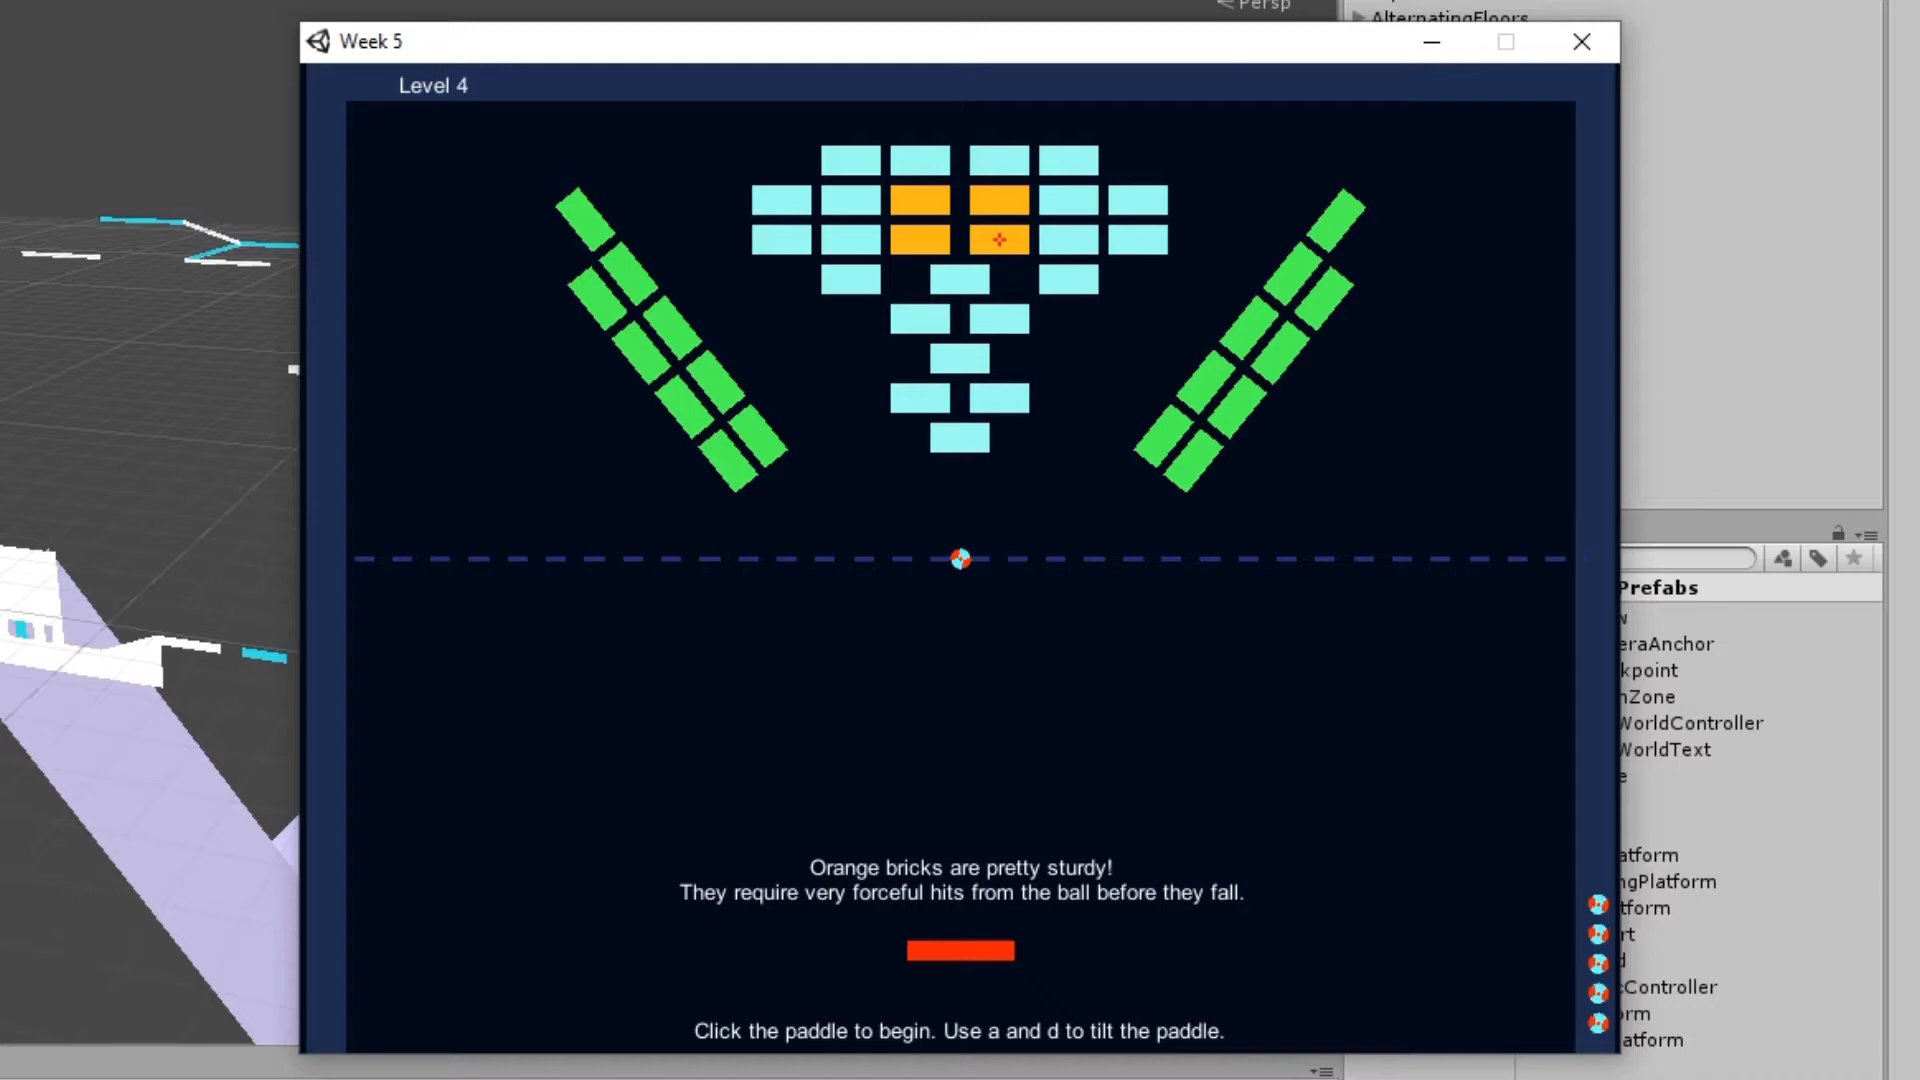 Persp
AlternatingFloors
Week 5
Level 4
Prefabs
eraAnchor
kpoint
nZone
WorldController
WorldText
e
Orange bricks are pretty sturdy!
They require very forceful hits from the ball before they fall.
atform
ngPlatform
tform
rt
d
cController
orm
atform
Click the paddle to begin. Use a and d to tilt the paddle.